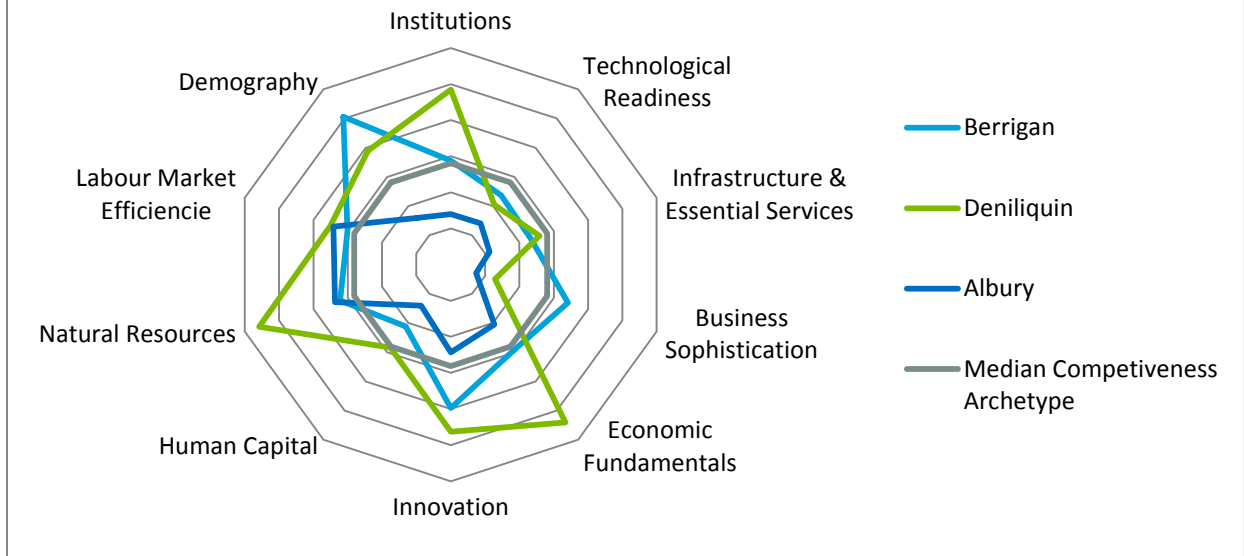 Institutions
Technological
Readiness
Infrastructure &
Essential Services
Business
Sophistication
Economic
Fundamentals
Innovation
Human Capital
Natural Resources
Labour Market
Efficiencie
Demography
Berrigan
Deniliquin
Albury
Median Competiveness
Archetype